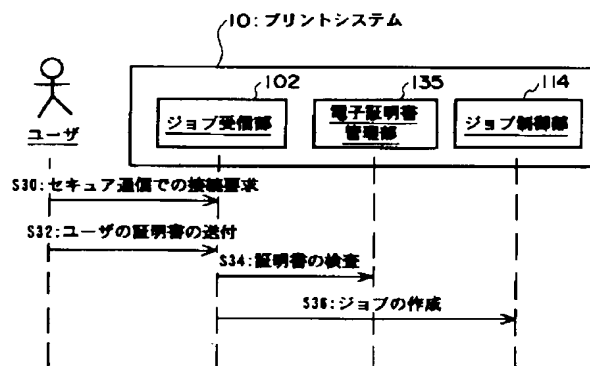 10:プリントシステム
102
135
114
ジョブ受信部
電子証明書
管理部
ジョブ制御部
ユーザ
S30:セキュア通信での接続要求
S32:ユーザの証明書の送付
S34:証明書の検査
S36:ジョブの作成